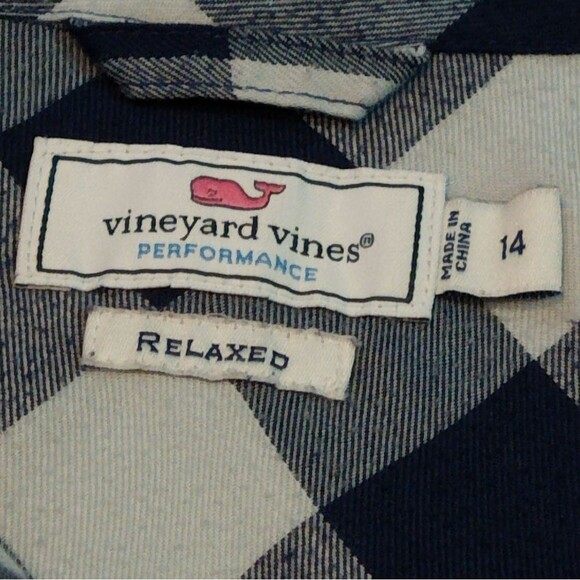 vineyard vines®
PERFORMANCE
MADE IN
CHINA
14
RELAXED